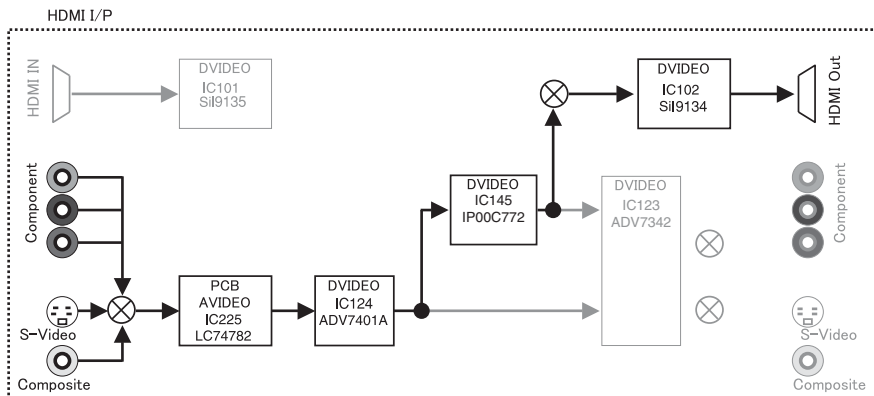 HDMI I/P
HDMI IN
DVIDEO
IC101
SiI9135
DVIDEO
IC102
SiI9134
HDMI Out
Component
DVIDEO
IC145
IP00C772
DVIDEO
IC123
ADV7342
Component
PCB
AVIDEO
IC225
LC74782
DVIDEO
IC124
ADV7401A
S-Video
Composite
S-Video
Composite